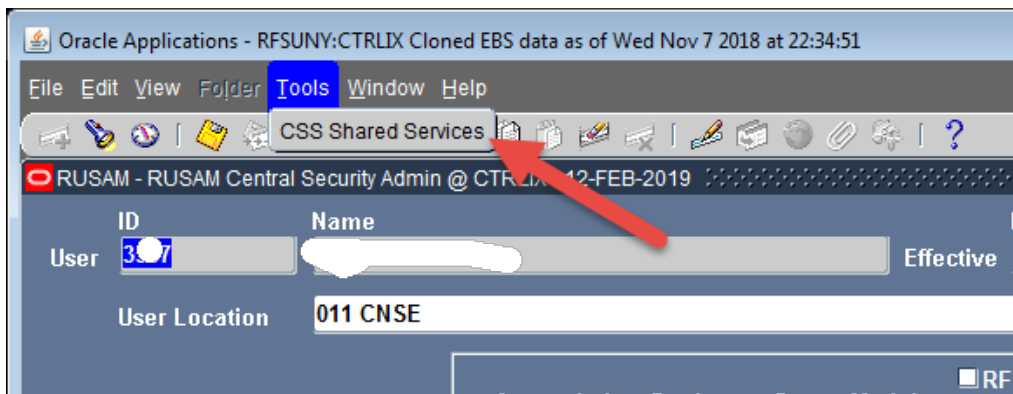 Oracle Applications - RFSUNY:CTRLIX Cloned EBS data as of Wed Nov 7 2018 at 22:34:51
File Edit View Folder Tools Window Help
CSS Shared Services
RUSAM - RUSAM Central Security Admin @ CTRLIX 12-FEB-2019
ID Name
User Effective
User Location 011 CNSE
RF